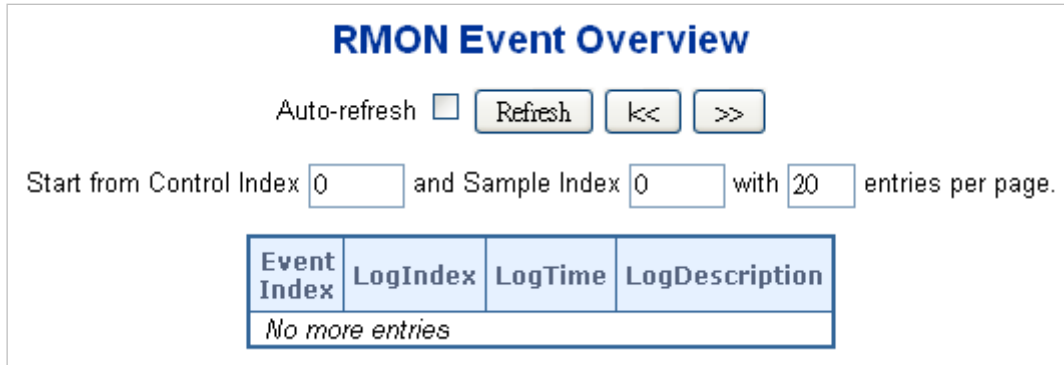 RMON Event Overview
Auto-refresh Refresh |<< >>
Start from Control Index 0 and Sample Index 0 with 20 entries per page.
Event Index LogIndex LogTime LogDescription
No more entries